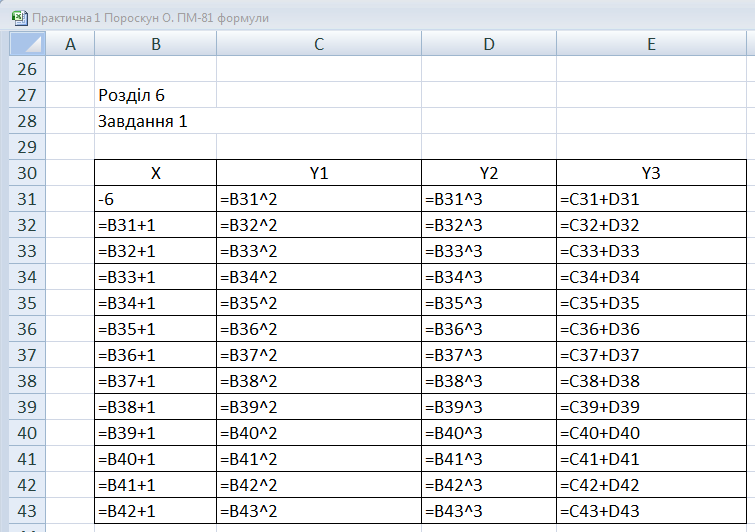 Практична 1 Пороскун О. ПМ-81 формули
A B C D E
26
27 Розділ 6
28 Завдання 1
29
30 X Y1 Y2 Y3
31 -6 =B31^2 =B31^3 =C31+D31
32 =B31+1 =B32^2 =B32^3 =C32+D32
33 =B32+1 =B33^2 =B33^3 =C33+D33
34 =B33+1 =B34^2 =B34^3 =C34+D34
35 =B34+1 =B35^2 =B35^3 =C35+D35
36 =B35+1 =B36^2 =B36^3 =C36+D36
37 =B36+1 =B37^2 =B37^3 =C37+D37
38 =B37+1 =B38^2 =B38^3 =C38+D38
39 =B38+1 =B39^2 =B39^3 =C39+D39
40 =B39+1 =B40^2 =B40^3 =C40+D40
41 =B40+1 =B41^2 =B41^3 =C41+D41
42 =B41+1 =B42^2 =B42^3 =C42+D42
43 =B42+1 =B43^2 =B43^3 =C43+D43